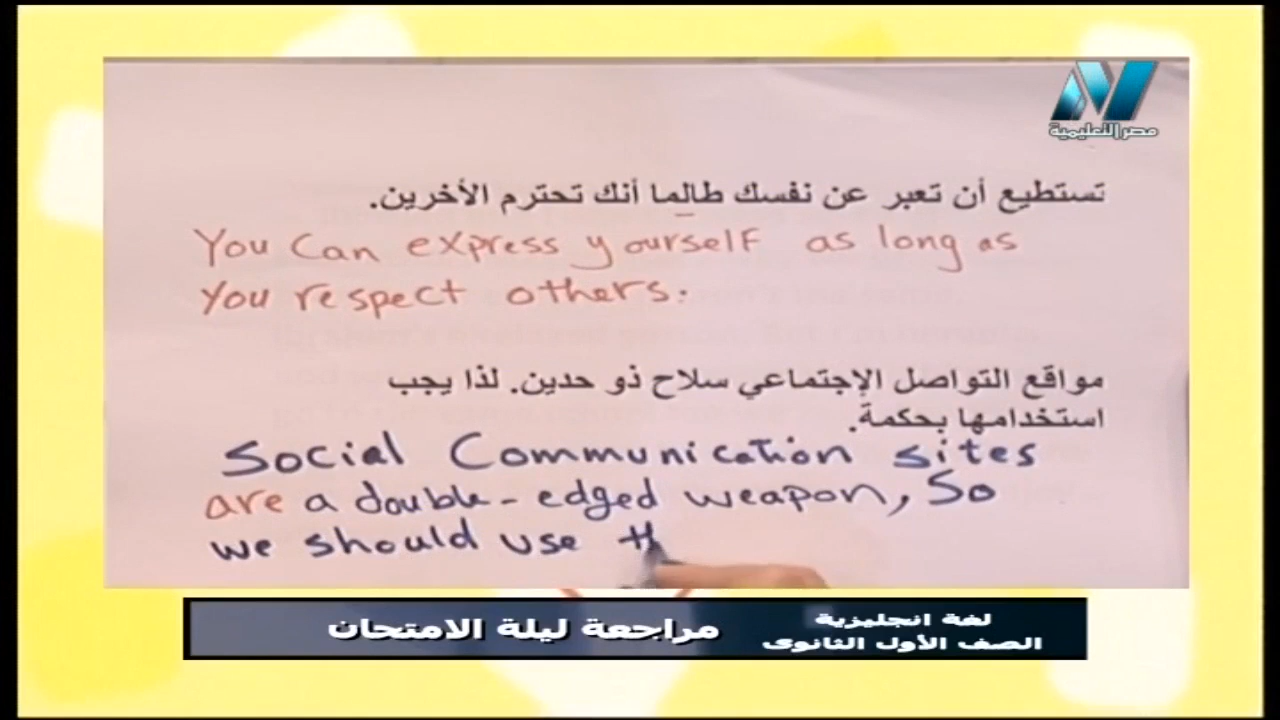 مصر التعليمية
تستطيع أن تعبر عن نفسك طالما أنك تحترم الأخرين.
You can express yourself as long as
you respect others.
مواقع التواصل الإجتماعي سلاح ذو حدين. لذا يجب
استخدامها بحكمة.
Social Communication sites
are a double-edged weapon, So
we should use th
لغة انجليزية
الصف الأول الثانوى
مراجعة ليلة الامتحان